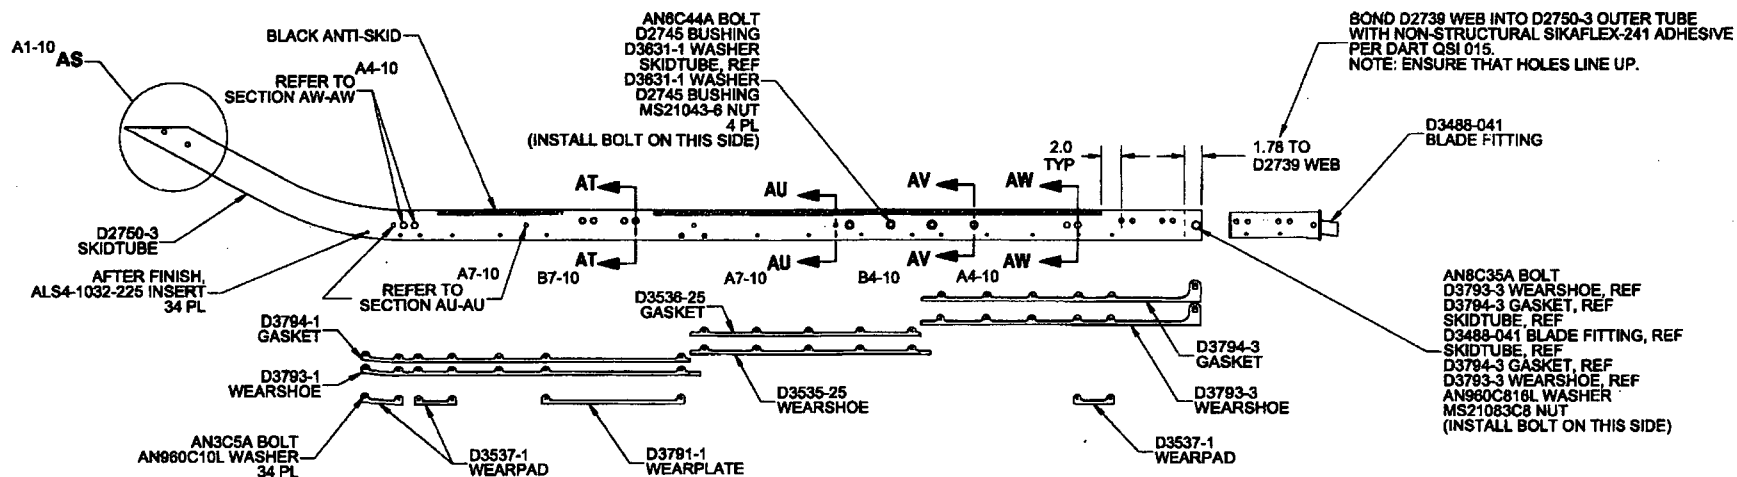 A1-10
AS
BLACK ANTI-SKID
A4-10
REFER TO
SECTION AW-AW
AN6C44A BOLT
D2745 BUSHING
D3631-1 WASHER
SKIDTUBE, REF
D3631-1 WASHER
D2745 BUSHING
MS21043-6 NUT
4 PL
(INSTALL BOLT ON THIS SIDE)
BOND D2739 WEB INTO D2750-3 OUTER TUBE
WITH NON-STRUCTURAL SIKAFLEX-241 ADHESIVE
PER DART QSI 015.
NOTE: ENSURE THAT HOLES LINE UP.
2.0
TYP
1.78 TO
D2739 WEB
D3488-041
BLADE FITTING
AT
AU
AV
AW
D2750-3
SKIDTUBE
AT
AU
AV
AW
AFTER FINISH,
ALS4-1032-225 INSERT
34 PL
A7-10
REFER TO
SECTION AU-AU
B7-10
A7-10
B4-10
A4-10
D3536-25
GASKET
D3794-1
GASKET
D3793-1
WEARSHOE
D3535-25
WEARSHOE
D3794-3
GASKET
D3793-3
WEARSHOE
AN8C35A BOLT
D3793-3 WEARSHOE, REF
D3794-3 GASKET, REF
SKIDTUBE, REF
D3488-041 BLADE FITTING, REF
SKIDTUBE, REF
D3794-3 GASKET, REF
D3793-3 WEARSHOE, REF
AN960C816L WASHER
MS21083C8 NUT
(INSTALL BOLT ON THIS SIDE)
AN3C5A BOLT
AN960C10L WASHER
34 PL
D3537-1
WEARPAD
D3791-1
WEARPLATE
D3537-1
WEARPAD